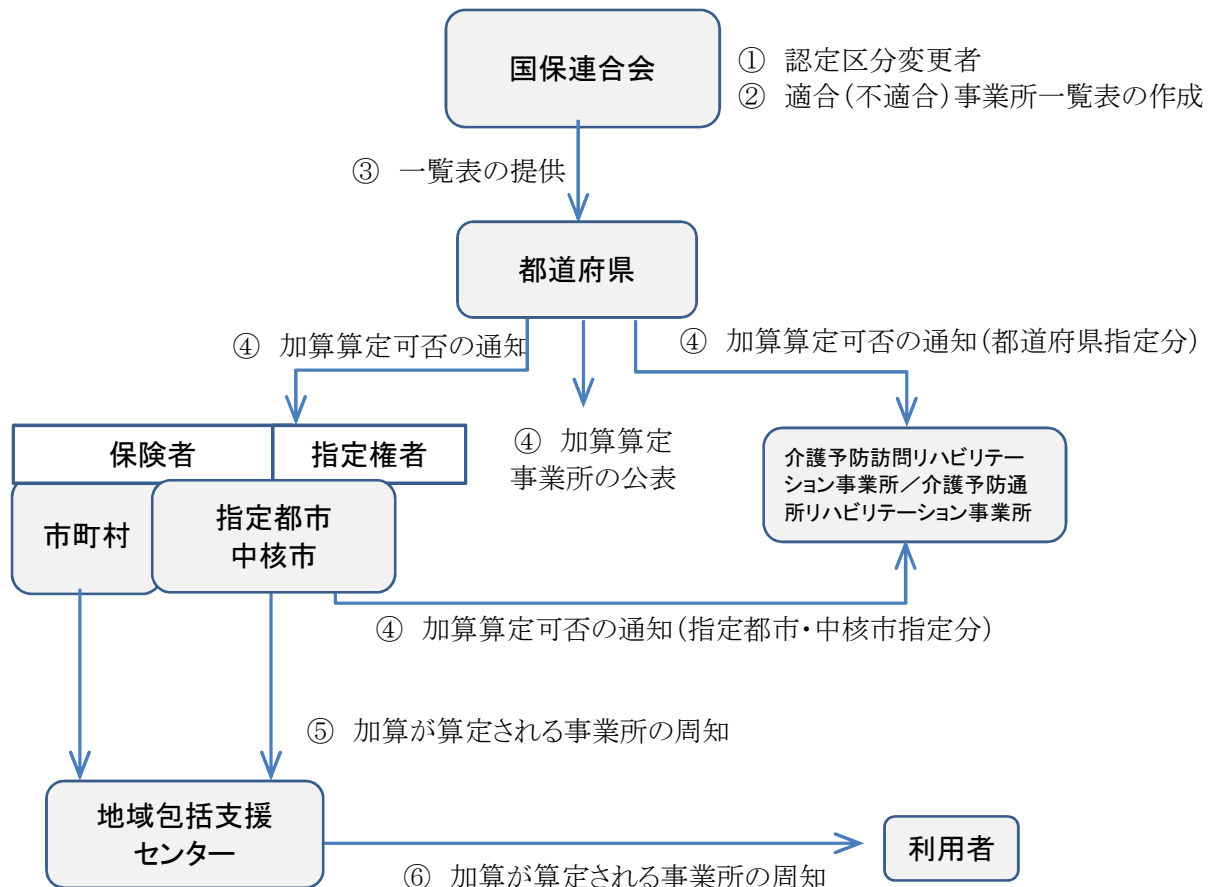 国保連合会
① 認定区分変更者
② 適合(不適合)事業所一覧表の作成
③ 一覧表の提供
都道府県
④ 加算算定可否の通知
④ 加算算定可否の通知(都道府県指定分)
保険者
指定権者
④ 加算算定
事業所の公表
介護予防訪問リハビリテー
ション事業所／介護予防通
所リハビリテーション事業所
市町村
指定都市
中核市
④ 加算算定可否の通知(指定都市・中核市指定分)
⑤ 加算が算定される事業所の周知
地域包括支援
センター
利用者
⑥ 加算が算定される事業所の周知